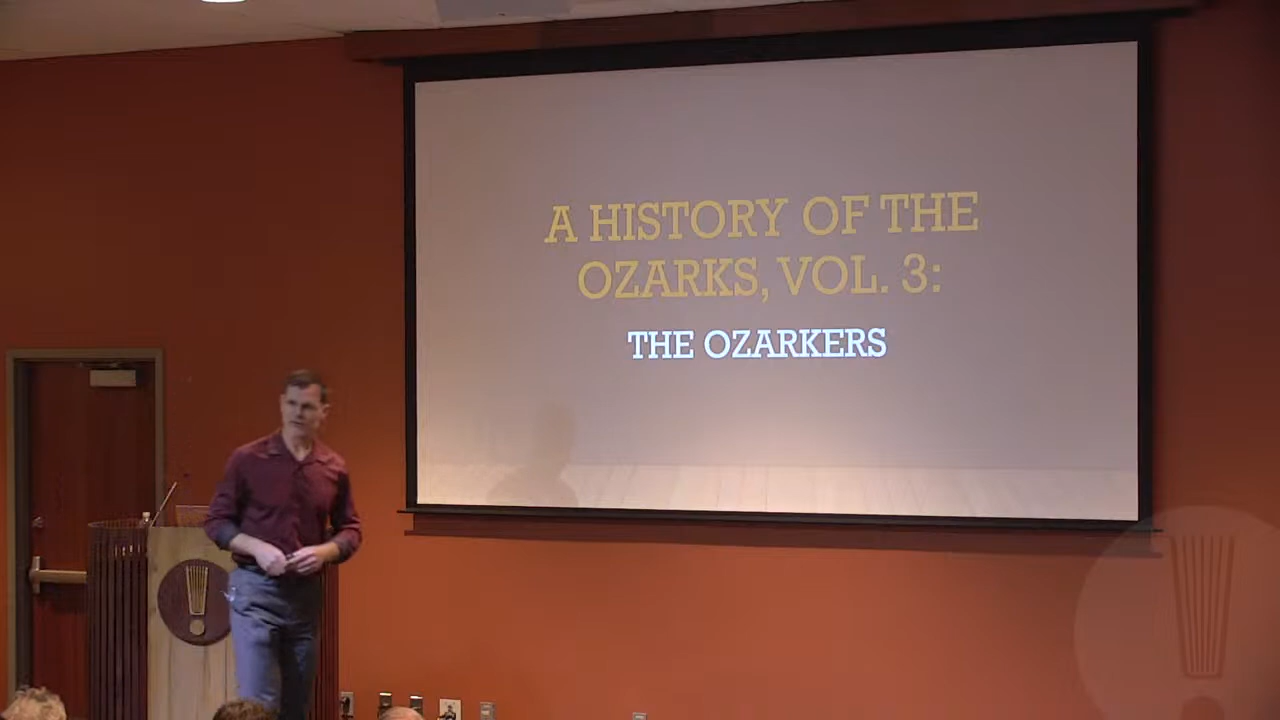 A HISTORY OF THE
OZARKS, VOL. 3:
THE OZARKERS